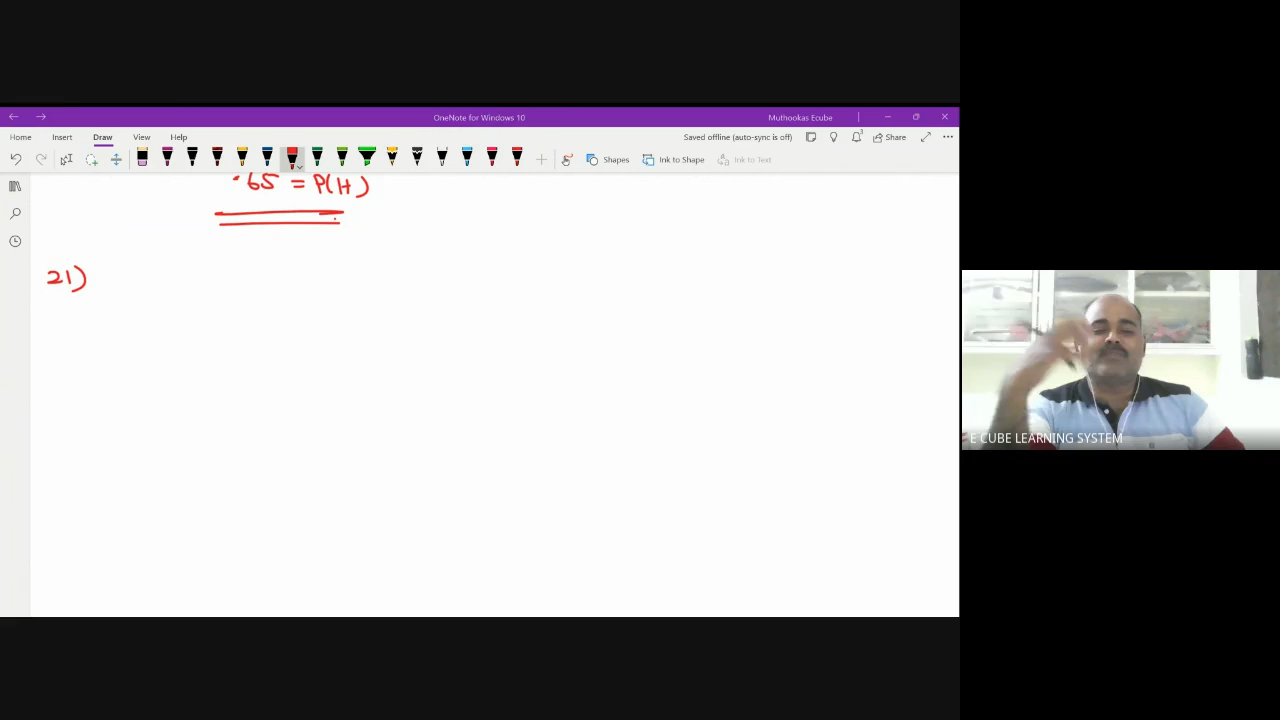 OneNote for Windows 10
Muthookas Ecube
Home Insert Draw View Help
Saved offline (auto-sync is off)
Share
Shapes
Ink to Shape
Ink to Text
.65 = P(H)
21)
E CUBE LEARNING SYSTEM